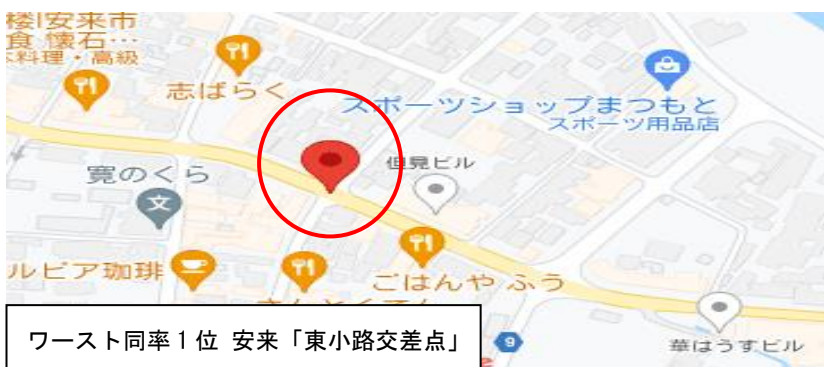 楼|安来市
食 懐石…
料理・高級
志ばらく
スポーツショップまつもと
スポーツ用品店
但見ビル
寛のくら
文
ルビア珈琲
ごはんや ふう
9
華はうすビル
ワースト同率1位 安来「東小路交差点」